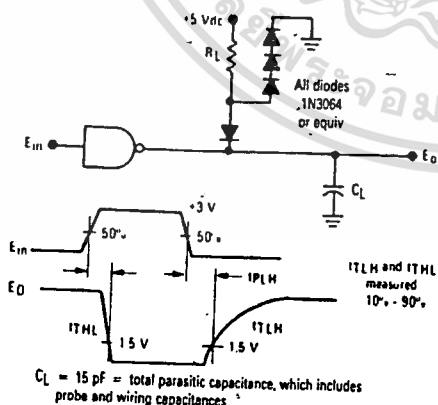 +5 Vdc
RL
All diodes
1N3064
or equiv
Ein
Eo
CL
+3 V
50%
50%
Ein
tPLH
tTLH and tTHL
measured
10% - 90%
EO
tTHL
tTLH
1.5 V
1.5 V
CL = 15 pF = total parasitic capacitance, which includes
probe and wiring capacitances